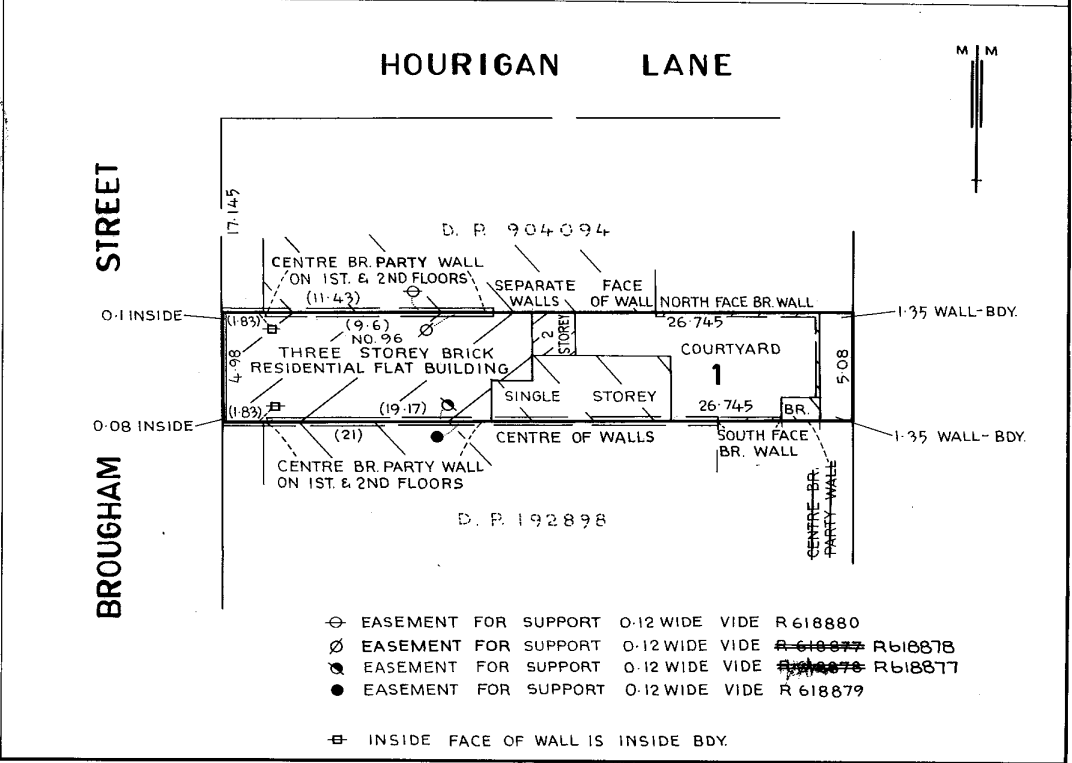 HOURIGAN LANE
M M
BROUGHAM STREET
17.145
D. P. 904094
CENTRE BR. PARTY WALL
ON 1ST. & 2ND FLOORS
(11.43)
SEPARATE
WALLS
FACE
OF WALL
NORTH FACE BR. WALL
0.1 INSIDE
1.35 WALL-BDY.
(1.83)
(9.6)
NO. 96
26.745
2
STOREY
THREE STOREY BRICK
RESIDENTIAL FLAT BUILDING
COURTYARD
1
4.98
5.08
SINGLE STOREY
(1.83)
(19.17)
26.745
BR.
0.08 INSIDE
(21)
CENTRE OF WALLS
SOUTH FACE
BR. WALL
1.35 WALL-BDY.
CENTRE BR. PARTY WALL
ON 1ST. & 2ND FLOORS
CENTRE BR.
PARTY WALL
D. P. 192898
EASEMENT FOR SUPPORT 0.12 WIDE VIDE R 618880
EASEMENT FOR SUPPORT 0.12 WIDE VIDE R 618877 R618878
EASEMENT FOR SUPPORT 0.12 WIDE VIDE R 618878 R618877
EASEMENT FOR SUPPORT 0.12 WIDE VIDE R 618879
INSIDE FACE OF WALL IS INSIDE BDY.